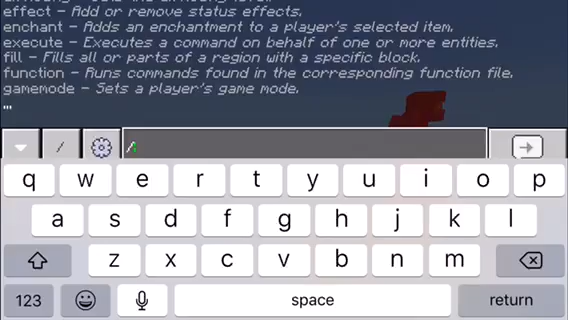 effect – Add or remove status effects.
enchant – Adds an enchantment to a player's selected item.
execute – Executes a command on behalf of one or more entities.
fill – Fills all or parts of a region with a specific block.
function – Runs commands found in the corresponding function file.
gamemode – Sets a player's game mode.
...
/
/
q w e r t y u i o p
a s d f g h j k l
z x c v b n m
123 space return